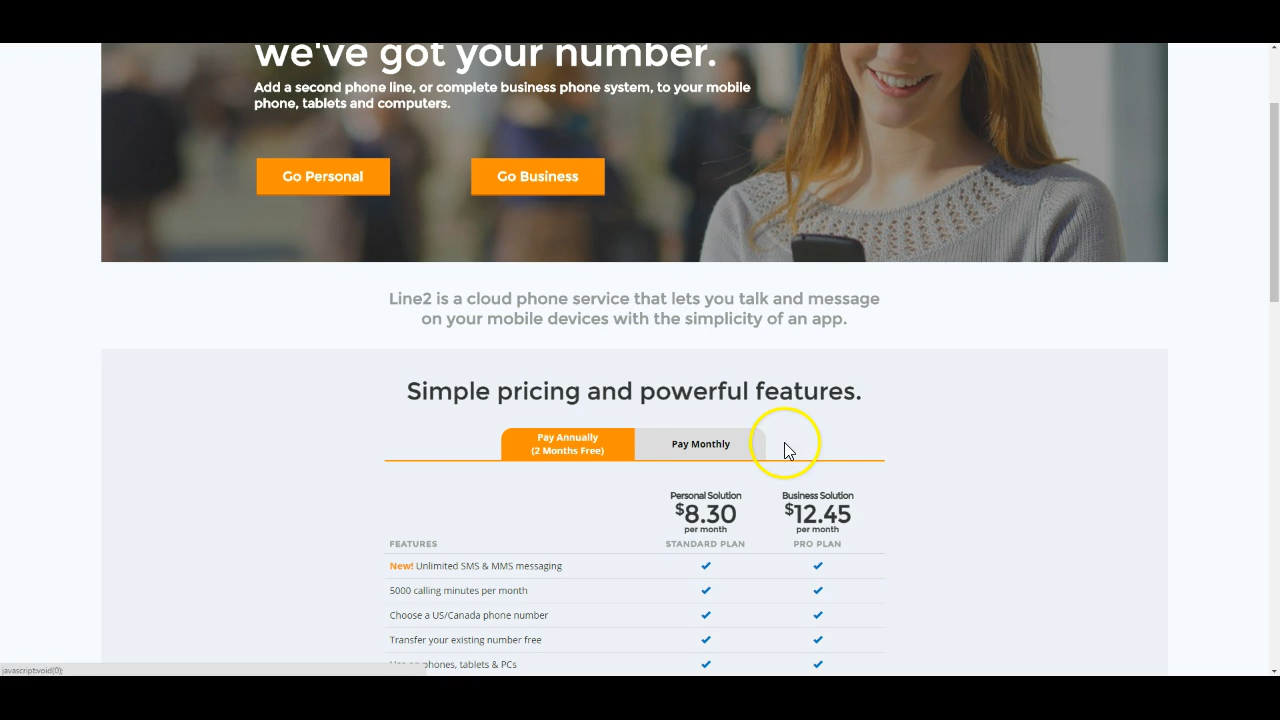 we've got your number.
Add a second phone line, or complete business phone system, to your mobile
phone, tablets and computers.
Go Personal
Go Business
Line2 is a cloud phone service that lets you talk and message
on your mobile devices with the simplicity of an app.
Simple pricing and powerful features.
Pay Annually
(2 Months Free)
Pay Monthly
Personal Solution
$8.30
per month
STANDARD PLAN
Business Solution
$12.45
per month
PRO PLAN
FEATURES
New! Unlimited SMS & MMS messaging
5000 calling minutes per month
Choose a US/Canada phone number
Transfer your existing number free
phones, tablets & PCs
javascript:void(0);